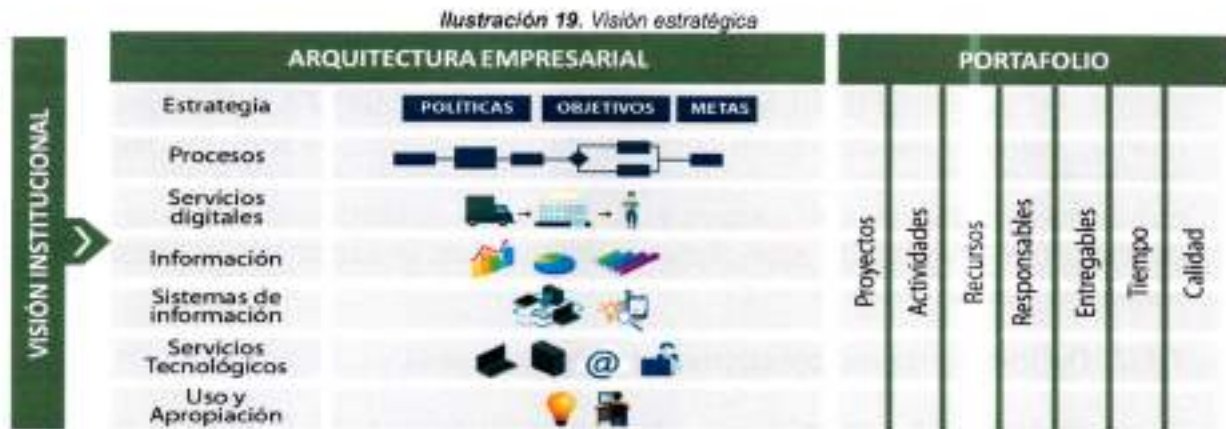 Ilustración 19. Visión estratégica
VISIÓN INSTITUCIONAL
ARQUITECTURA EMPRESARIAL
Estrategia
POLÍTICAS
OBJETIVOS
METAS
Procesos
Servicios
digitales
Información
Sistemas de
información
Servicios
Tecnológicos
@
Uso y
Apropiación
PORTAFOLIO
Proyectos
Actividades
Recursos
Responsables
Entregables
Tiempo
Calidad